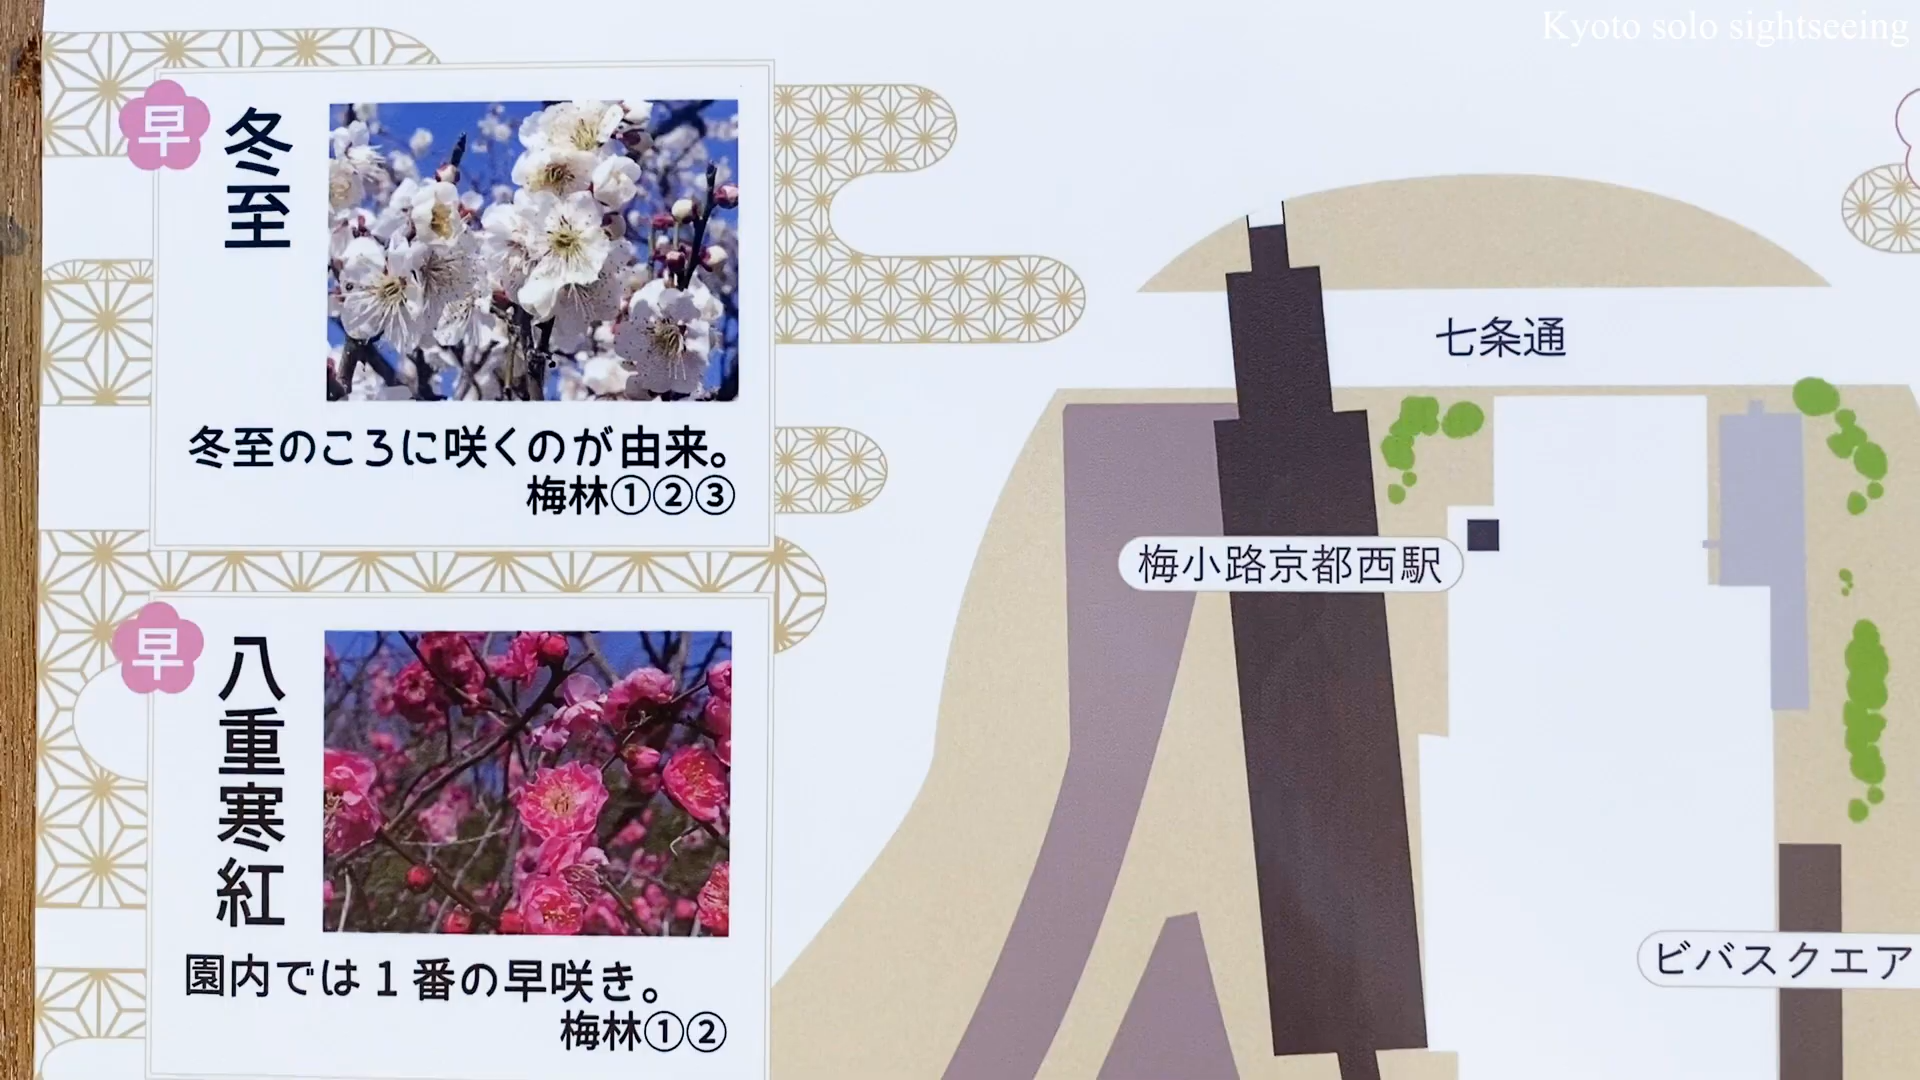 Kyoto solo sightseeing
早
冬至
冬至のころに咲くのが由来。
梅林①②③
早
八重寒紅
園内では1番の早咲き。
梅林①②
七条通
梅小路京都西駅
ビバスクエア